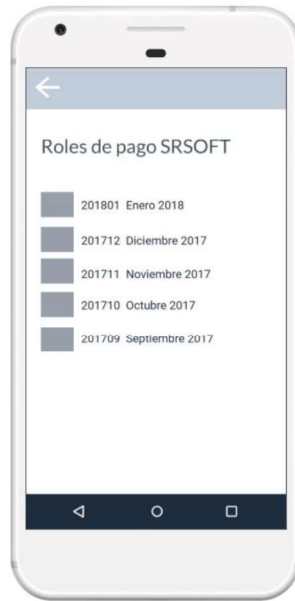 Roles de pago SRSOFT
201801 Enero 2018
201712 Diciembre 2017
201711 Noviembre 2017
201710 Octubre 2017
201709 Septiembre 2017